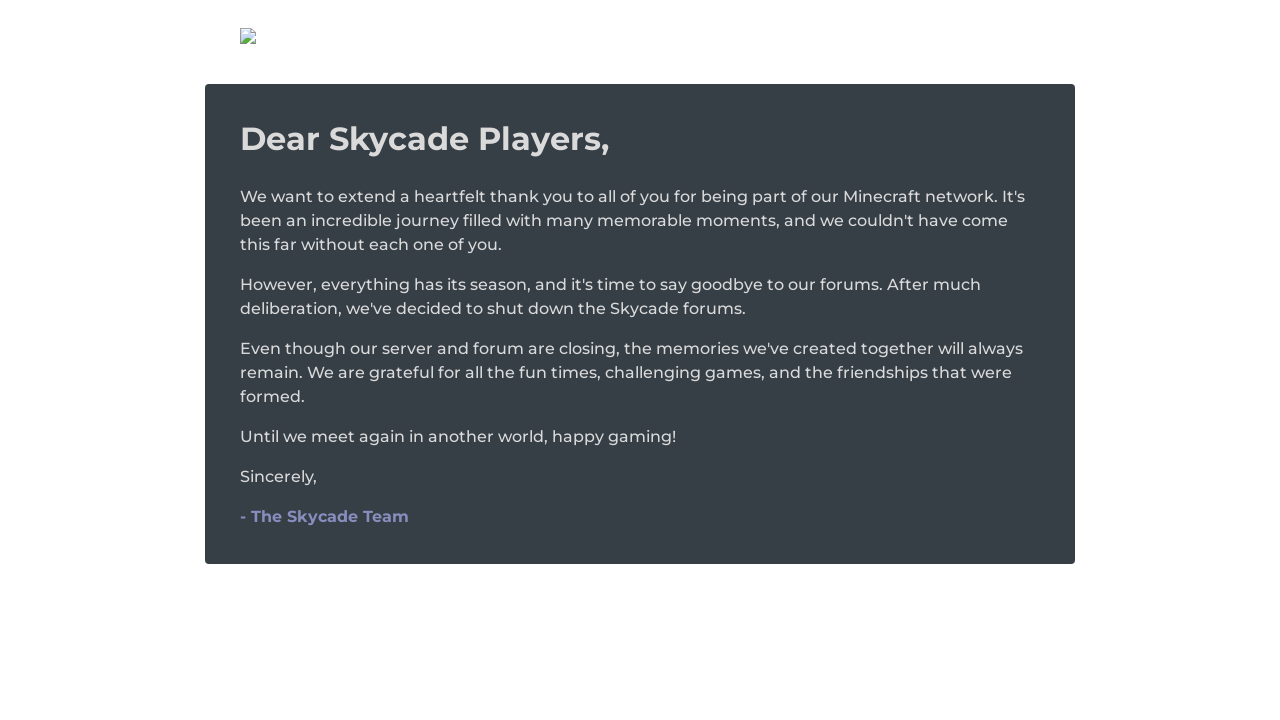 Dear Skycade Players,
We want to extend a heartfelt thank you to all of you for being part of our Minecraft network. It's
been an incredible journey filled with many memorable moments, and we couldn't have come
this far without each one of you.
However, everything has its season, and it's time to say goodbye to our forums. After much
deliberation, we've decided to shut down the Skycade forums.
Even though our server and forum are closing, the memories we've created together will always
remain. We are grateful for all the fun times, challenging games, and the friendships that were
formed.
Until we meet again in another world, happy gaming!
Sincerely,
- The Skycade Team